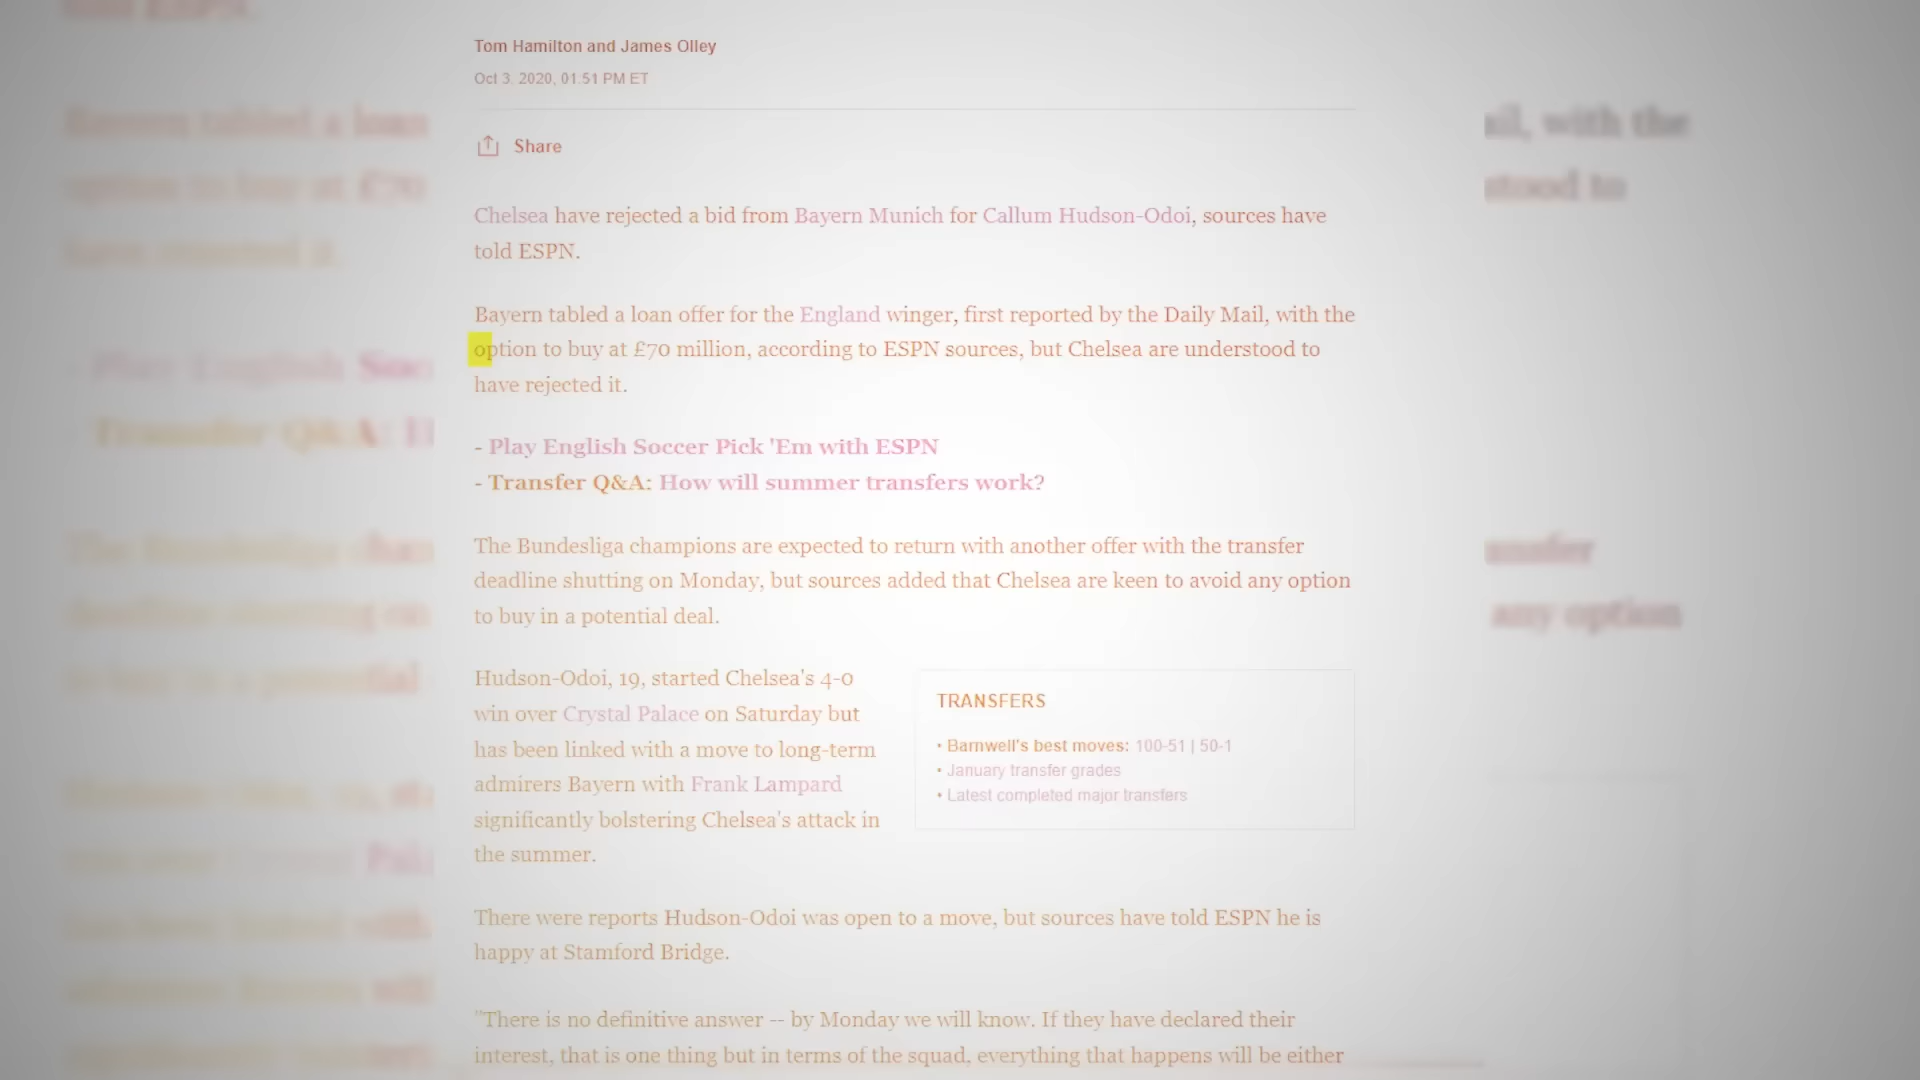 Tom Hamilton and James Olley
Oct 3, 2020, 01:51 PM ET
Share
Chelsea have rejected a bid from Bayern Munich for Callum Hudson-Odoi, sources have
told ESPN.
Bayern tabled a loan offer for the England winger, first reported by the Daily Mail, with the
option to buy at £70 million, according to ESPN sources, but Chelsea are understood to
have rejected it.
- Play English Soccer Pick 'Em with ESPN
- Transfer Q&A: How will summer transfers work?
The Bundesliga champions are expected to return with another offer with the transfer
deadline shutting on Monday, but sources added that Chelsea are keen to avoid any option
to buy in a potential deal.
Hudson-Odoi, 19, started Chelsea's 4-0
win over Crystal Palace on Saturday but
has been linked with a move to long-term
admirers Bayern with Frank Lampard
significantly bolstering Chelsea's attack in
the summer.
TRANSFERS
• Barnwell's best moves: 100-51 | 50-1
• January transfer grades
• Latest completed major transfers
There were reports Hudson-Odoi was open to a move, but sources have told ESPN he is
happy at Stamford Bridge.
"There is no definitive answer -- by Monday we will know. If they have declared their
interest, that is one thing but in terms of the squad, everything that happens will be either